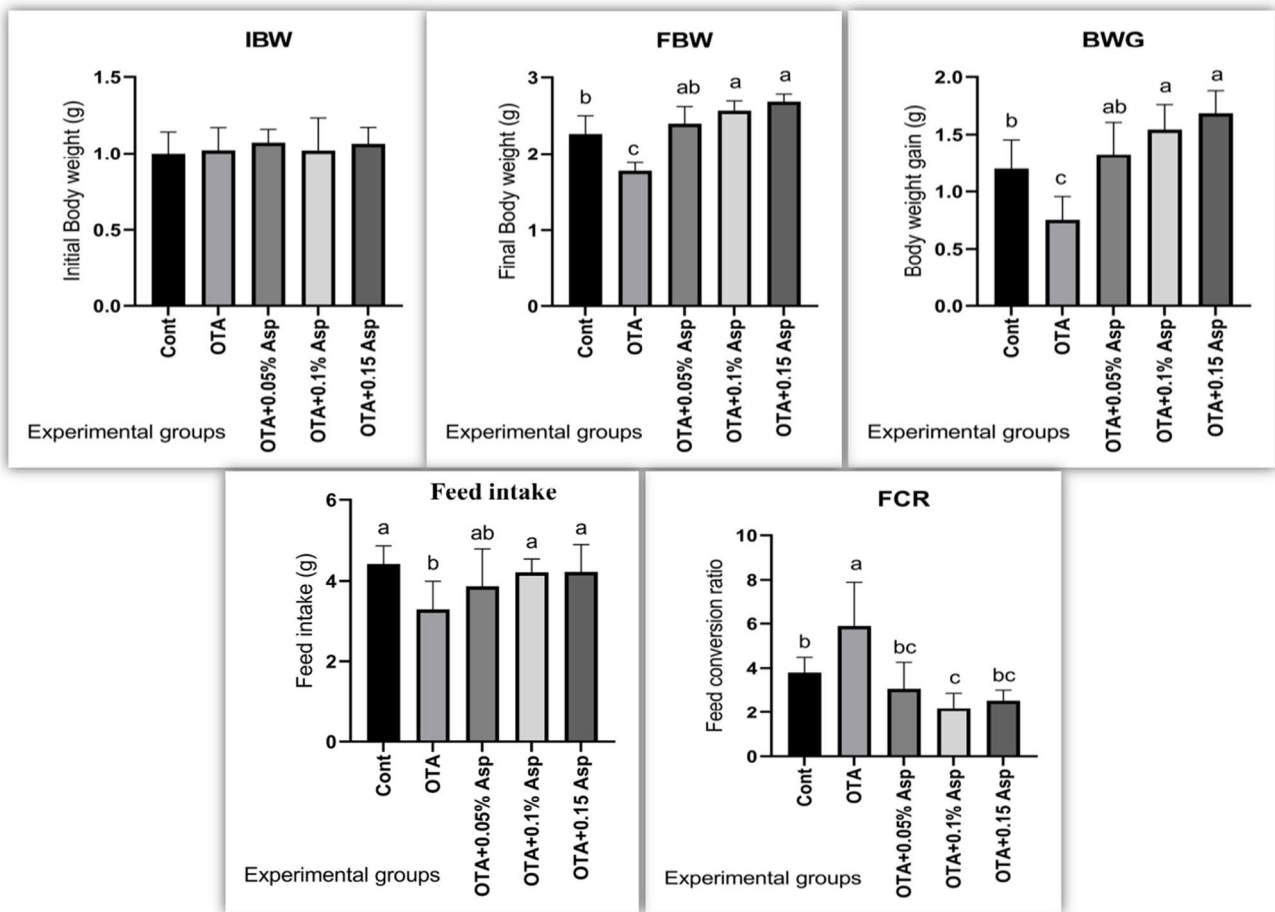 IBW
Initial Body weight (g)
1.5
1.0
0.5
0.0
Cont
OTA
OTA+0.05% Asp
OTA+0.1% Asp
OTA+0.15 Asp
Experimental groups
FBW
Final Body weight (g)
3
2
1
0
b
c
ab
a
a
Cont
OTA
OTA+0.05% Asp
OTA+0.1% Asp
OTA+0.15 Asp
Experimental groups
BWG
Body weight gain (g)
2.0
1.5
1.0
0.5
0.0
b
c
ab
a
a
Cont
OTA
OTA+0.05% Asp
OTA+0.1% Asp
OTA+0.15 Asp
Experimental groups
Feed intake
Feed intake (g)
6
4
2
0
a
b
ab
a
a
Cont
OTA
OTA+0.05% Asp
OTA+0.1% Asp
OTA+0.15 Asp
Experimental groups
FCR
Feed conversion ratio
10
8
6
4
2
0
b
a
bc
c
bc
Cont
OTA
OTA+0.05% Asp
OTA+0.1% Asp
OTA+0.15 Asp
Experimental groups